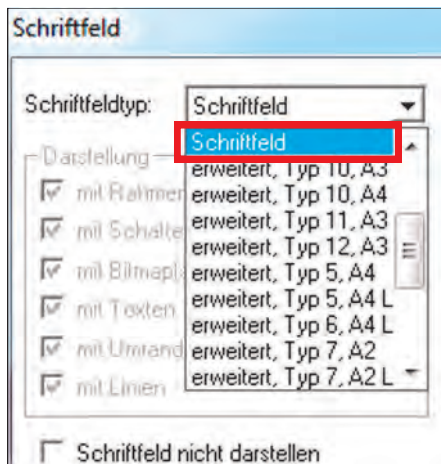 Schriftfeld
Schriftfeldtyp: Schriftfeld
Schriftfeld
Darstellung
erweitert, Typ 10, A3
mit Rahmen erweitert, Typ 10, A4
erweitert, Typ 11, A3
mit Schalte erweitert, Typ 12, A3
mit Bitmapl erweitert, Typ 5, A4
erweitert, Typ 5, A4 L
mit Texten erweitert, Typ 6, A4 L
mit Umrand erweitert, Typ 7, A2
mit Linien erweitert, Typ 7, A2 L
Schriftfeld nicht darstellen